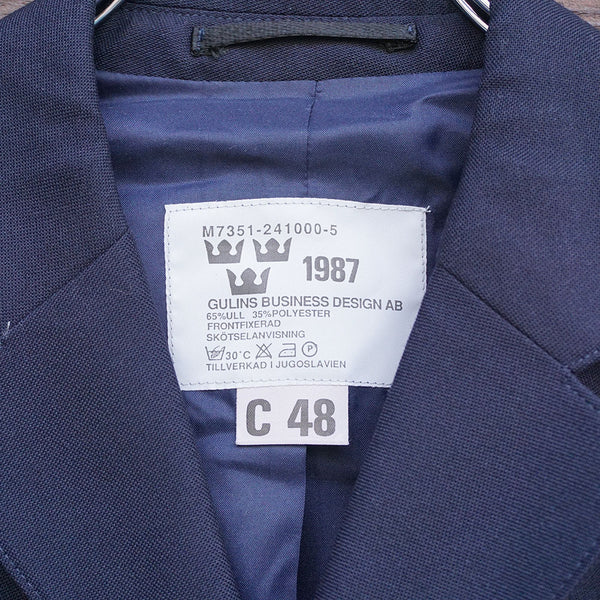 M7351-241000-5
1987
GULINS BUSINESS DESIGN AB
65%ULL 35%POLYESTER
FRONTFIXERAD
SKÖTSELANVISNING
30°C P
TILLVERKAD I JUGOSLAVIEN
C 48